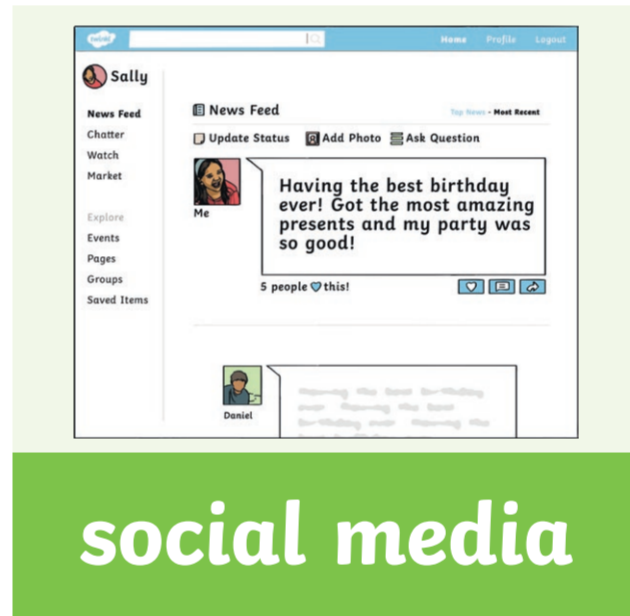 Home Profile Logout
Sally
News Feed
Chatter
Watch
Market
Explore
Events
Pages
Groups
Saved Items
News Feed
Top News - Most Recent
Update Status Add Photo Ask Question
Me
Having the best birthday
ever! Got the most amazing
presents and my party was
so good!
5 people this!
Daniel
social media